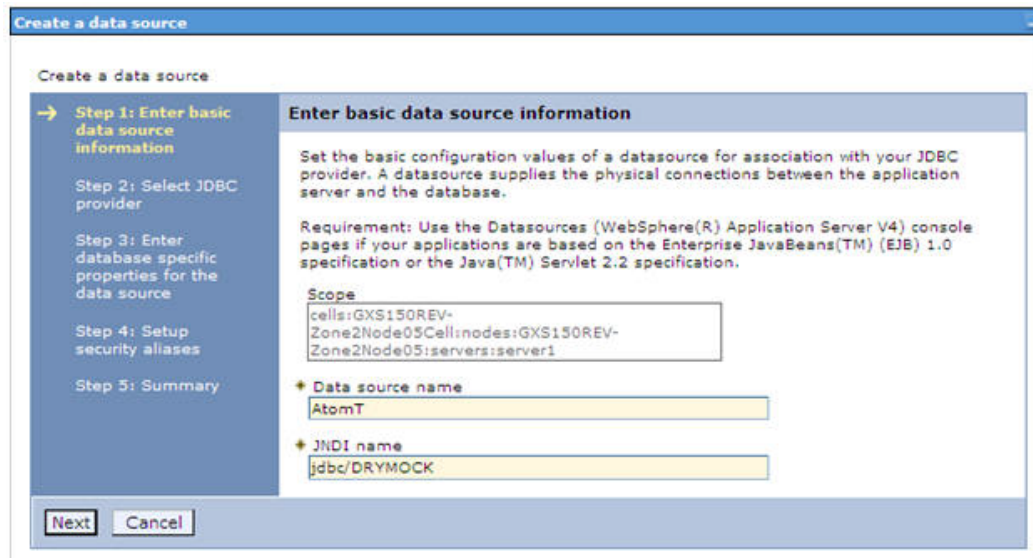 Create a data source
Create a data source
Step 1: Enter basic
data source
information
Step 2: Select JDBC
provider
Step 3: Enter
database specific
properties for the
data source
Step 4: Setup
security aliases
Step 5: Summary
Enter basic data source information
Set the basic configuration values of a datasource for association with your JDBC
provider. A datasource supplies the physical connections between the application
server and the database.
Requirement: Use the Datasources (WebSphere(R) Application Server V4) console
pages if your applications are based on the Enterprise JavaBeans(TM) (EJB) 1.0
specification or the Java(TM) Servlet 2.2 specification.
Scope
cells:GXS150REV-
Zone2Node05Cell:nodes:GXS150REV-
Zone2Node05:servers:server1
Data source name
AtomT
JNDI name
jdbc/DRYMOCK
Next
Cancel